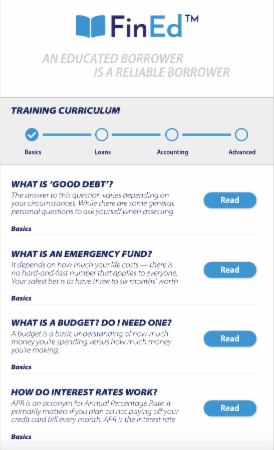 FinEd™
AN EDUCATED BORROWER
IS A RELIABLE BORROWER
TRAINING CURRICULUM
Basics Loans Accounting Advanced
WHAT IS ‘GOOD DEBT’?
The answer to this question varies depending on
your circumstances. While there are some general,
personal questions to ask yourself when assessing
Read
Basics
WHAT IS AN EMERGENCY FUND?
It depends on how much your life costs — there is
no hard-and-fast number that applies to everyone.
Your safest bet is to have three to six months' worth
Read
Basics
WHAT IS A BUDGET? DO I NEED ONE?
A budget is a basic understanding of how much
money you're spending versus how much money
you're making.
Read
Basics
HOW DO INTEREST RATES WORK?
APR is an acronym for Annual Percentage Rate. It
primarily matters if you plan on not paying off your
credit card bill every month. APR is the interest rate
Read
Basics